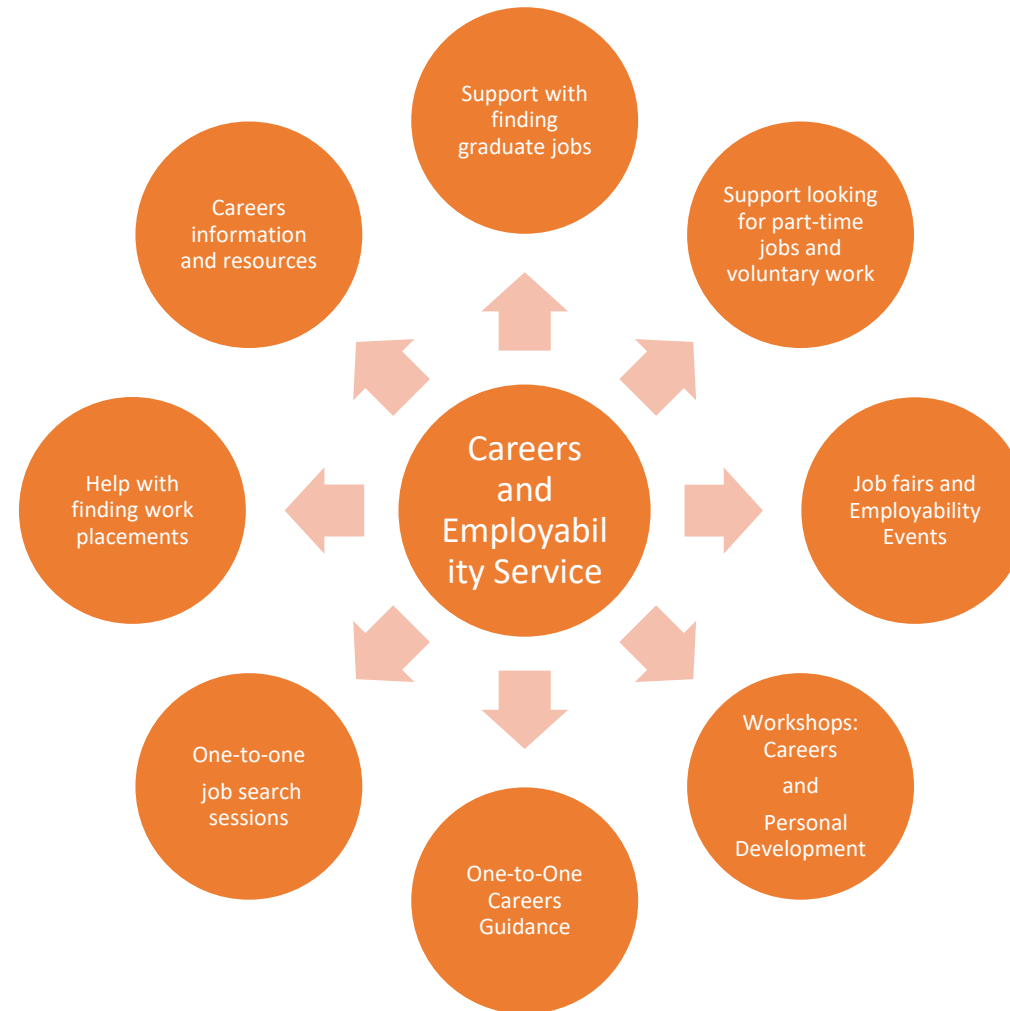 Support with
finding
graduate jobs
Support looking
for part-time
jobs and
voluntary work
Job fairs and
Employability
Events
Workshops:
Careers
and
Personal
Development
One-to-One
Careers
Guidance
One-to-one
job search
sessions
Help with
finding work
placements
Careers
information
and resources
Careers
and
Employabil
ity Service